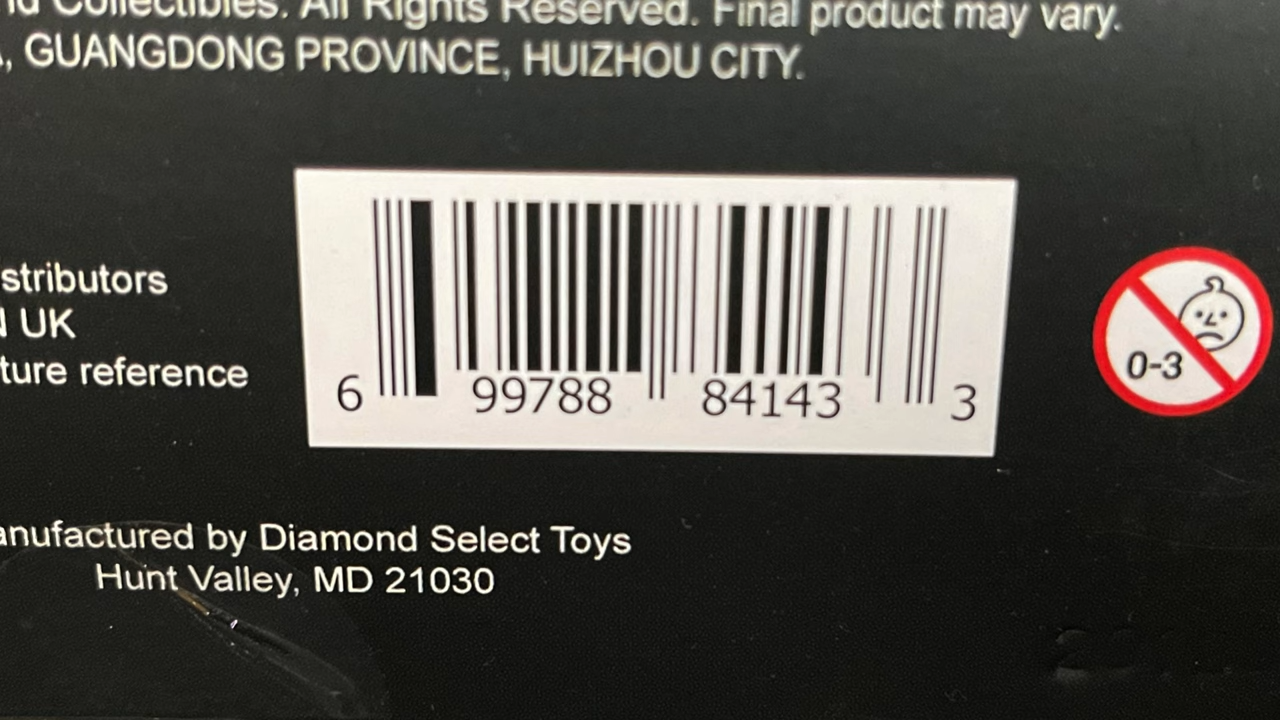 Collectibles. All Rights Reserved. Final product may vary.
, GUANGDONG PROVINCE, HUIZHOU CITY.
stributors
UK
ture reference
6 99788 84143 3
0-3
anufactured by Diamond Select Toys
Hunt Valley, MD 21030